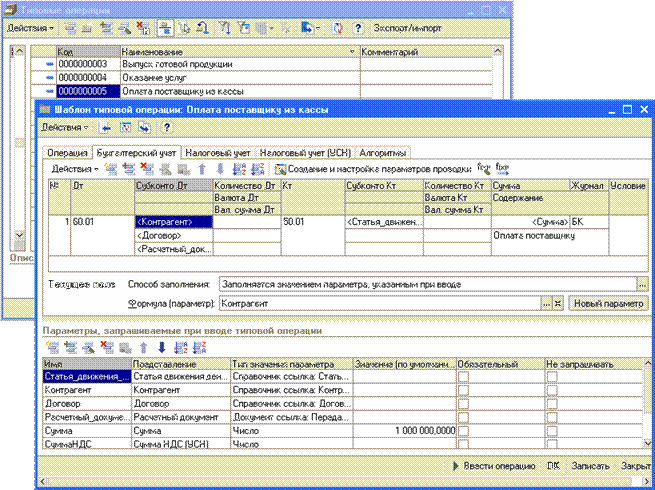 Типовые операции
Действия Экспорт/импорт
Код Наименование Комментарий
0000000003 Выпуск готовой продукции
0000000004 Оказание услуг
0000000005 Оплата поставщику из кассы
Шаблон типовой операции: Оплата поставщику из кассы
Действия
Операция Бухгалтерский учет Налоговый учет Налоговый учет (УСН) Алгоритмы
Действия Создание и настройка параметров проводки
№ Дт Субконто Дт Количество Дт Кт Субконто Кт Количество Кт Сумма Журнал Условие
Валюта Дт Валюта Кт Содержание
Вал. сумма Дт Вал. сумма Кт
1 60.01 <Контрагент> 50.01 <Статья_движен... <Сумма> БК
<Договор> Оплата поставщику
<Расчетный_док...
Опис
Текущее поле Способ заполнения: Заполняется значением параметра, указанным при вводе ...
Формула (параметр): Контрагент ... Новый параметр
Параметры, запрашиваемые при вводе типовой операции
Имя Представление Тип значения параметра Значение (по умолчани... Обязательный Не запрашивать
Статья_движения_... Статья движения ден... Справочник ссылка: Стать...
Контрагент Контрагент Справочник ссылка: Контр...
Договор Договор Справочник ссылка: Догов...
Расчетный_докуме... Расчетный документ Документ ссылка: Переда...
Сумма Сумма Число 1 000 000,0000
СуммаНДС Сумма НДС (УСН) Число
Ввести операцию OK Записать Закрыт